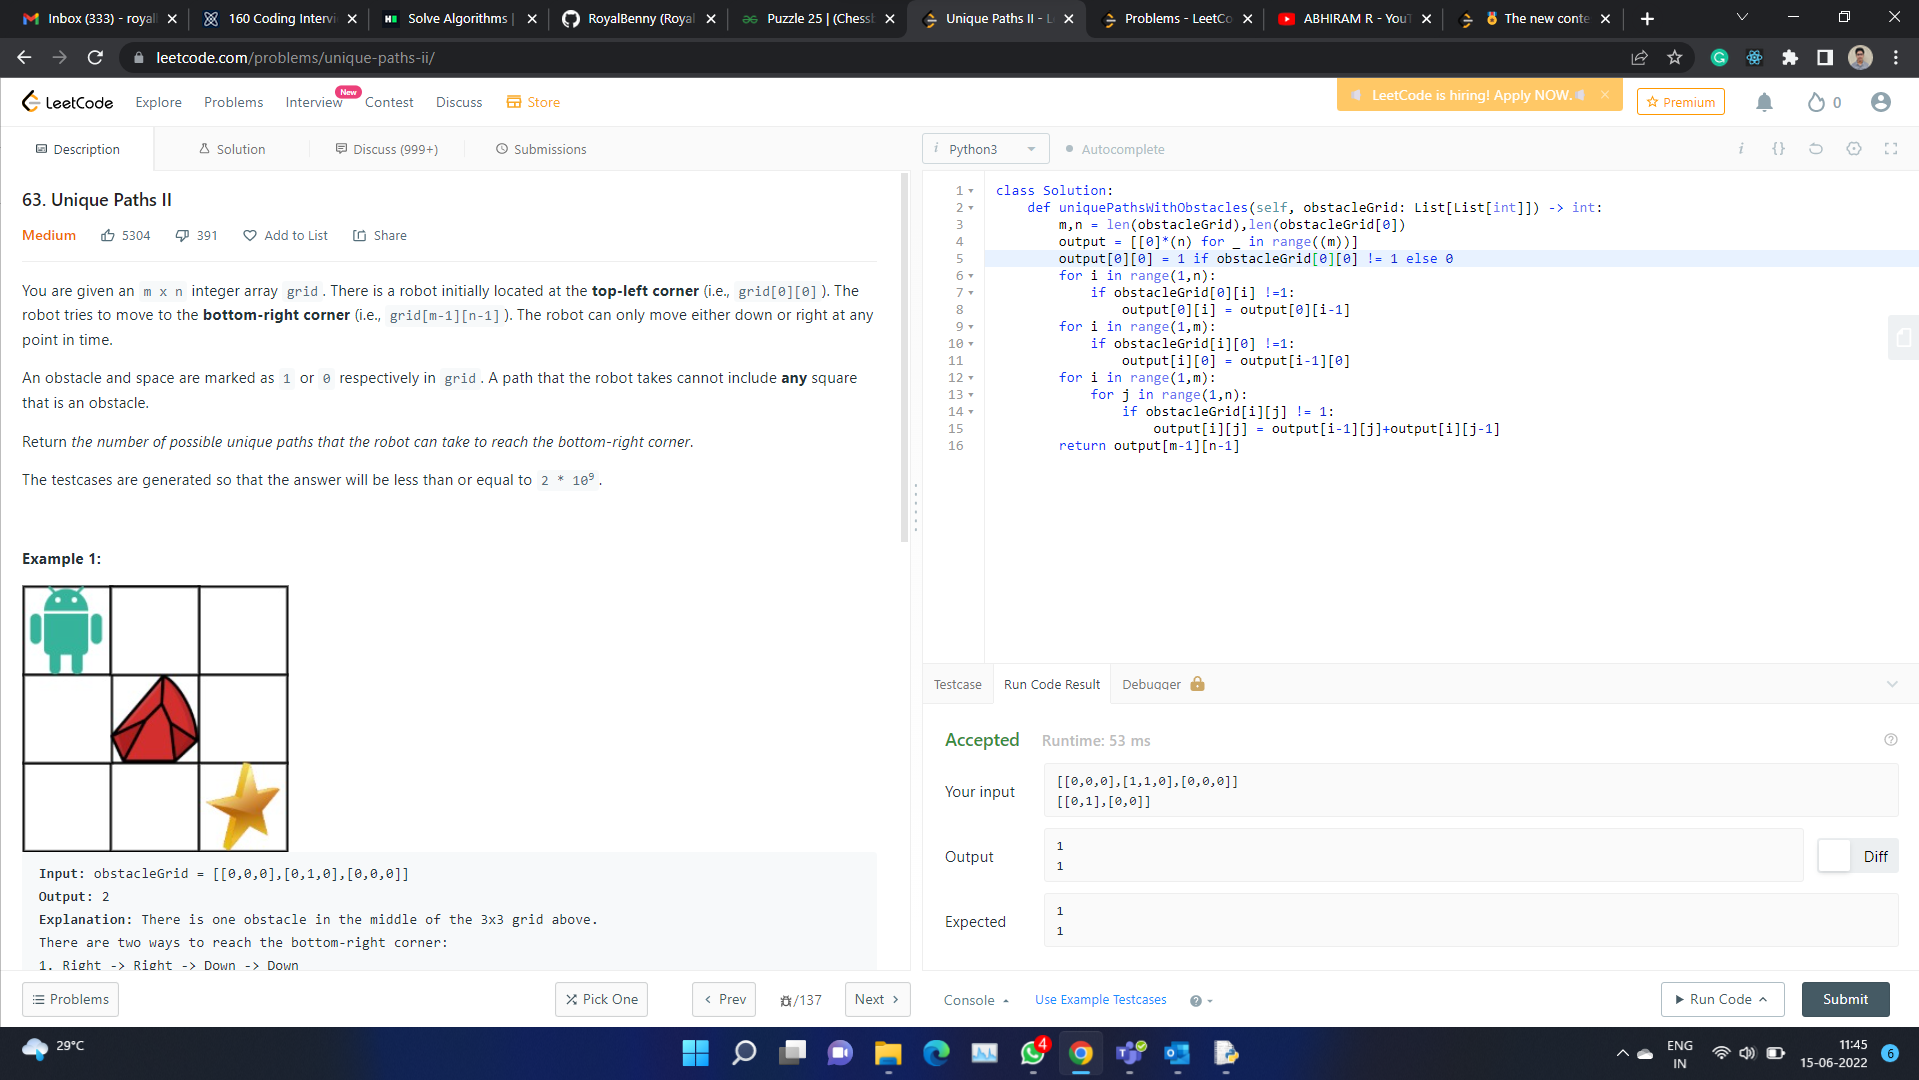 Inbox (333) - royall
160 Coding Intervi
Solve Algorithms |
RoyalBenny (Royal
Puzzle 25 | (Chessb
Unique Paths II - L
Problems - LeetCo
ABHIRAM R - YouT
The new conte
leetcode.com/problems/unique-paths-ii/
LeetCode Explore Problems Interview New Contest Discuss Store
LeetCode is hiring! Apply NOW.
Premium 0
Description Solution Discuss (999+) Submissions
63. Unique Paths II
Medium 5304 391 Add to List Share
You are given an m x n integer array grid. There is a robot initially located at the top-left corner (i.e., grid[0][0]). The
robot tries to move to the bottom-right corner (i.e., grid[m-1][n-1]). The robot can only move either down or right at any
point in time.
An obstacle and space are marked as 1 or 0 respectively in grid. A path that the robot takes cannot include any square
that is an obstacle.
Return the number of possible unique paths that the robot can take to reach the bottom-right corner.
The testcases are generated so that the answer will be less than or equal to 2 * 10⁹.
Example 1:
Input: obstacleGrid = [[0,0,0],[0,1,0],[0,0,0]]
Output: 2
Explanation: There is one obstacle in the middle of the 3x3 grid above.
There are two ways to reach the bottom-right corner:
1. Right -> Right -> Down -> Down
Problems Pick One Prev /137 Next
i Python3 Autocomplete i {}
1 class Solution:
2 def uniquePathsWithObstacles(self, obstacleGrid: List[List[int]]) -> int:
3 m,n = len(obstacleGrid),len(obstacleGrid[0])
4 output = [[0]*(n) for _ in range((m))]
5 output[0][0] = 1 if obstacleGrid[0][0] != 1 else 0
6 for i in range(1,n):
7 if obstacleGrid[0][i] !=1:
8 output[0][i] = output[0][i-1]
9 for i in range(1,m):
10 if obstacleGrid[i][0] !=1:
11 output[i][0] = output[i-1][0]
12 for i in range(1,m):
13 for j in range(1,n):
14 if obstacleGrid[i][j] != 1:
15 output[i][j] = output[i-1][j]+output[i][j-1]
16 return output[m-1][n-1]
Testcase Run Code Result Debugger
Accepted Runtime: 53 ms
Your input
[[0,0,0],[1,1,0],[0,0,0]]
[[0,1],[0,0]]
Output
1
1
Diff
Expected
1
1
Console Use Example Testcases Run Code Submit
29°C
4
ENG
IN
11:45
15-06-2022
6